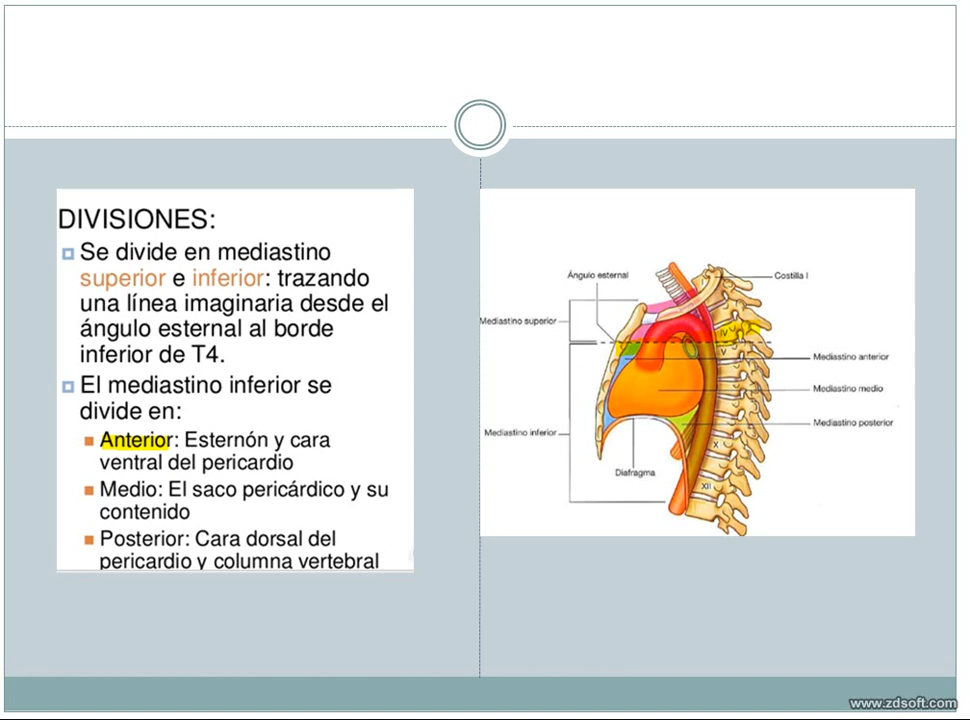 DIVISIONES:
Se divide en mediastino
superior e inferior: trazando
una línea imaginaria desde el
ángulo esternal al borde
inferior de T4.
El mediastino inferior se
divide en:
Anterior: Esternón y cara
ventral del pericardio
Medio: El saco pericárdico y su
contenido
Posterior: Cara dorsal del
pericardio y columna vertebral
Ángulo esternal
Costilla I
Mediastino superior
IV
V
Mediastino anterior
Mediastino medio
Mediastino posterior
Mediastino inferior
X
Diafragma
XII
www.zdsoft.com